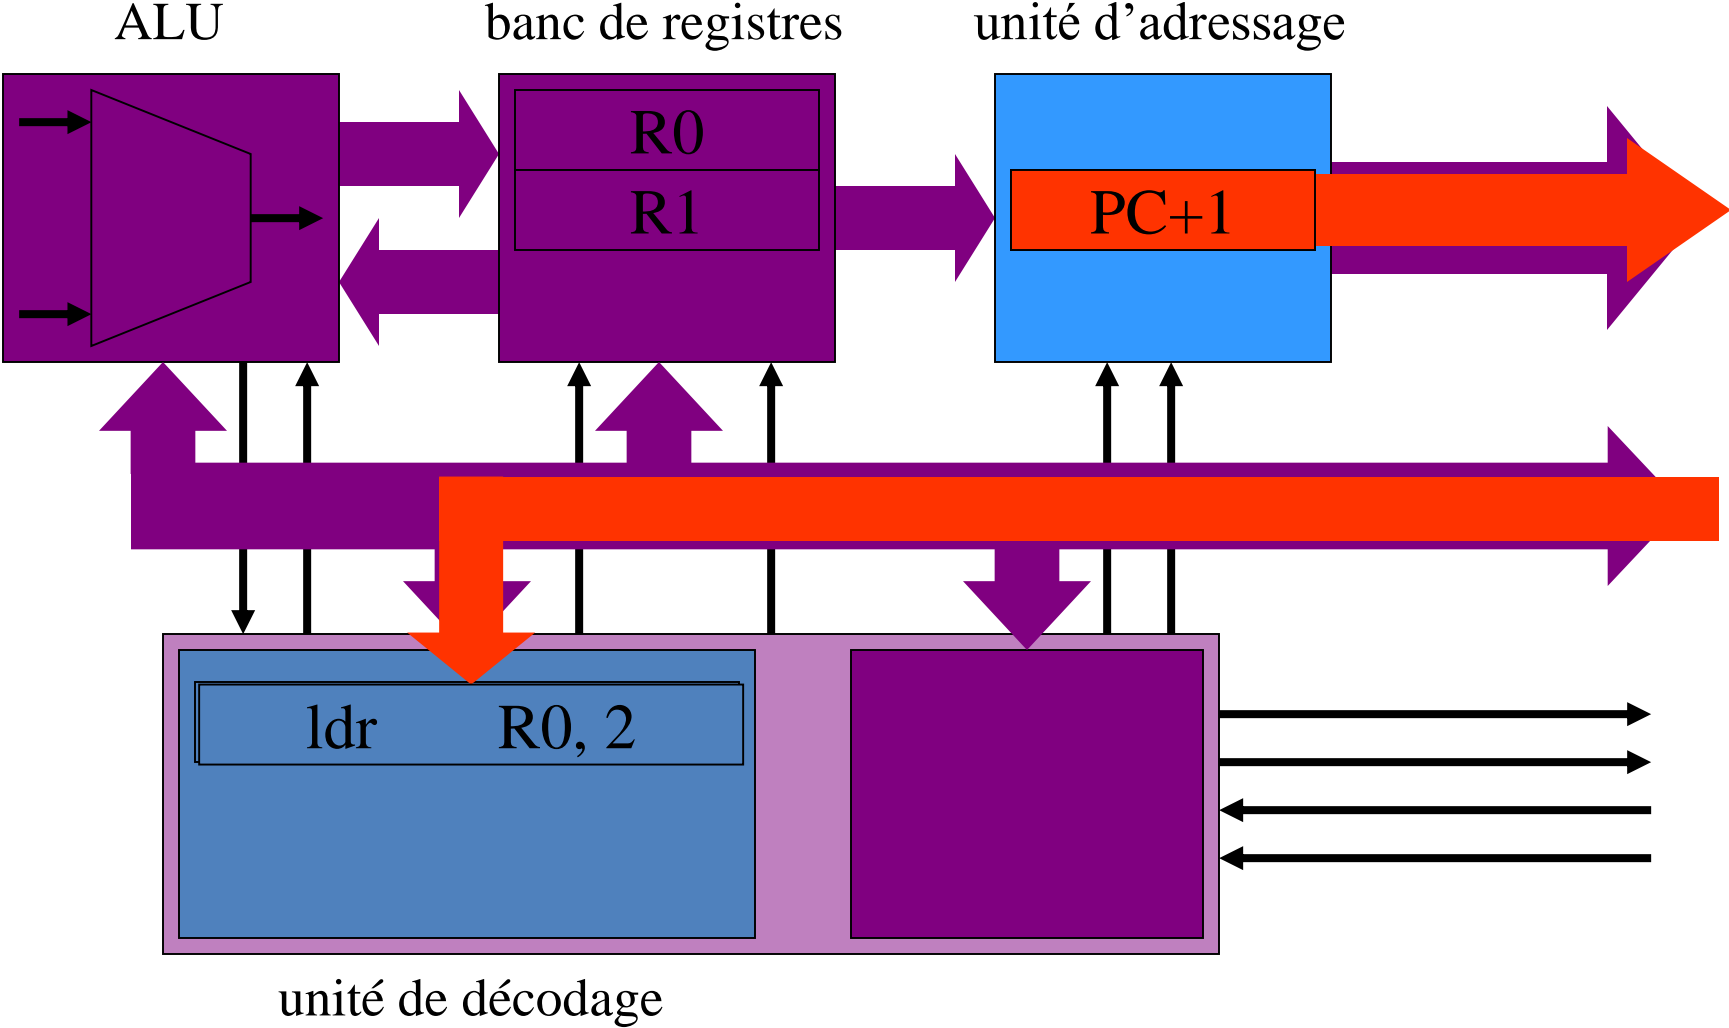 ALU
banc de registres
unité d’adressage
R0
R1
PC+1
ldr R0, 2
unité de décodage